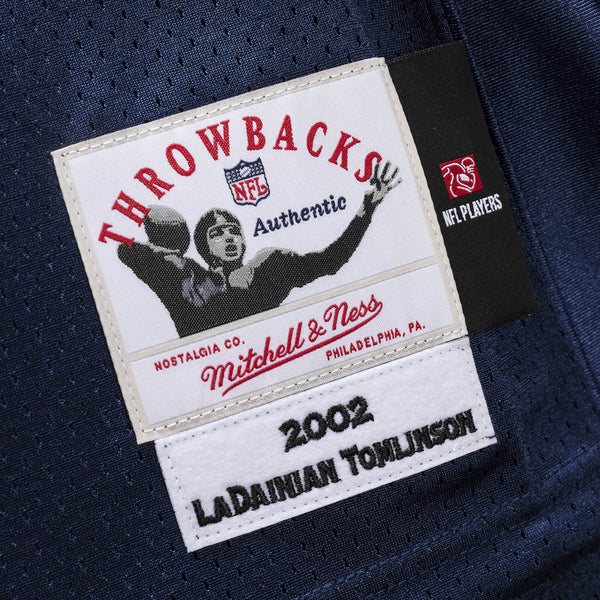 THROWBACKS
NFL
Authentic
NFL PLAYERS
NOSTALGIA CO.
Mitchell & Ness
PHILADELPHIA, PA.
2002
LADAINIAN TOMLINSON